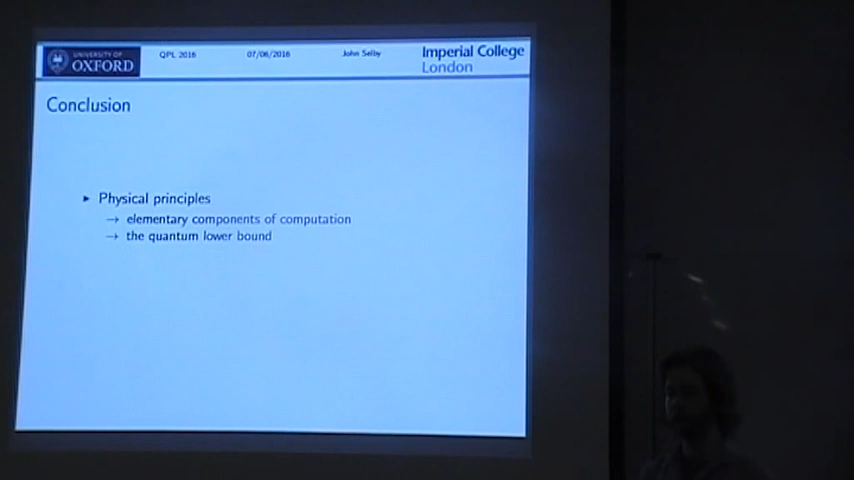 UNIVERSITY OF
OXFORD
QPL 2016
07/06/2016
John Selby
Imperial College
London
Conclusion
► Physical principles
→ elementary components of computation
→ the quantum lower bound